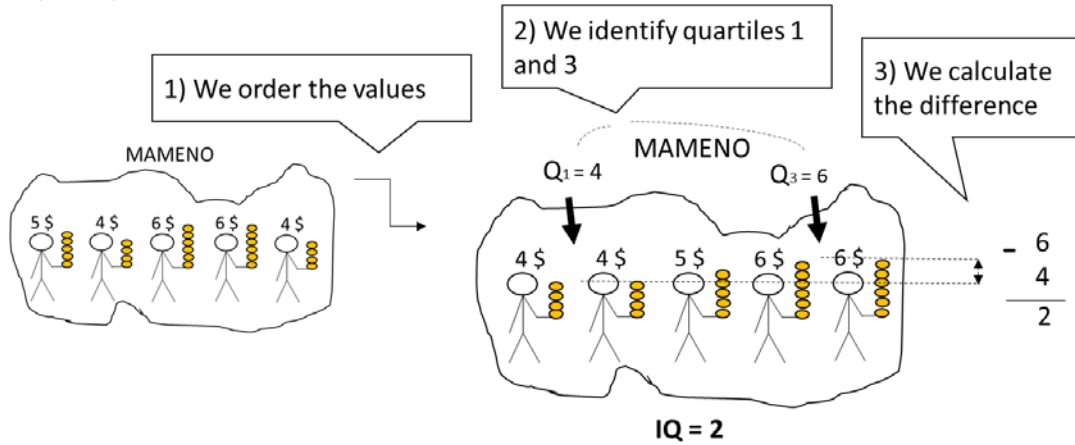 1) We order the values
2) We identify quartiles 1
and 3
3) We calculate
the difference
MAMENO
5 $ 4 $ 6 $ 6 $ 4 $
MAMENO
Q1 = 4
Q3 = 6
4 $ 4 $ 5 $ 6 $ 6 $
- 6
4
2
IQ = 2